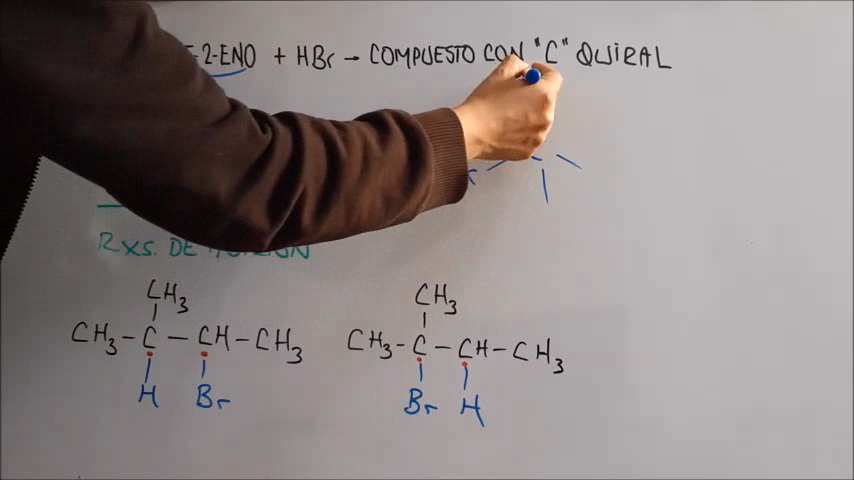 -2-ENO + HBr → COMPUESTO CON "C" QUIRAL
RXS. DE
CH3 CH3
CH3-C-CH-CH3 CH3-C-CH-CH3
H Br Br H